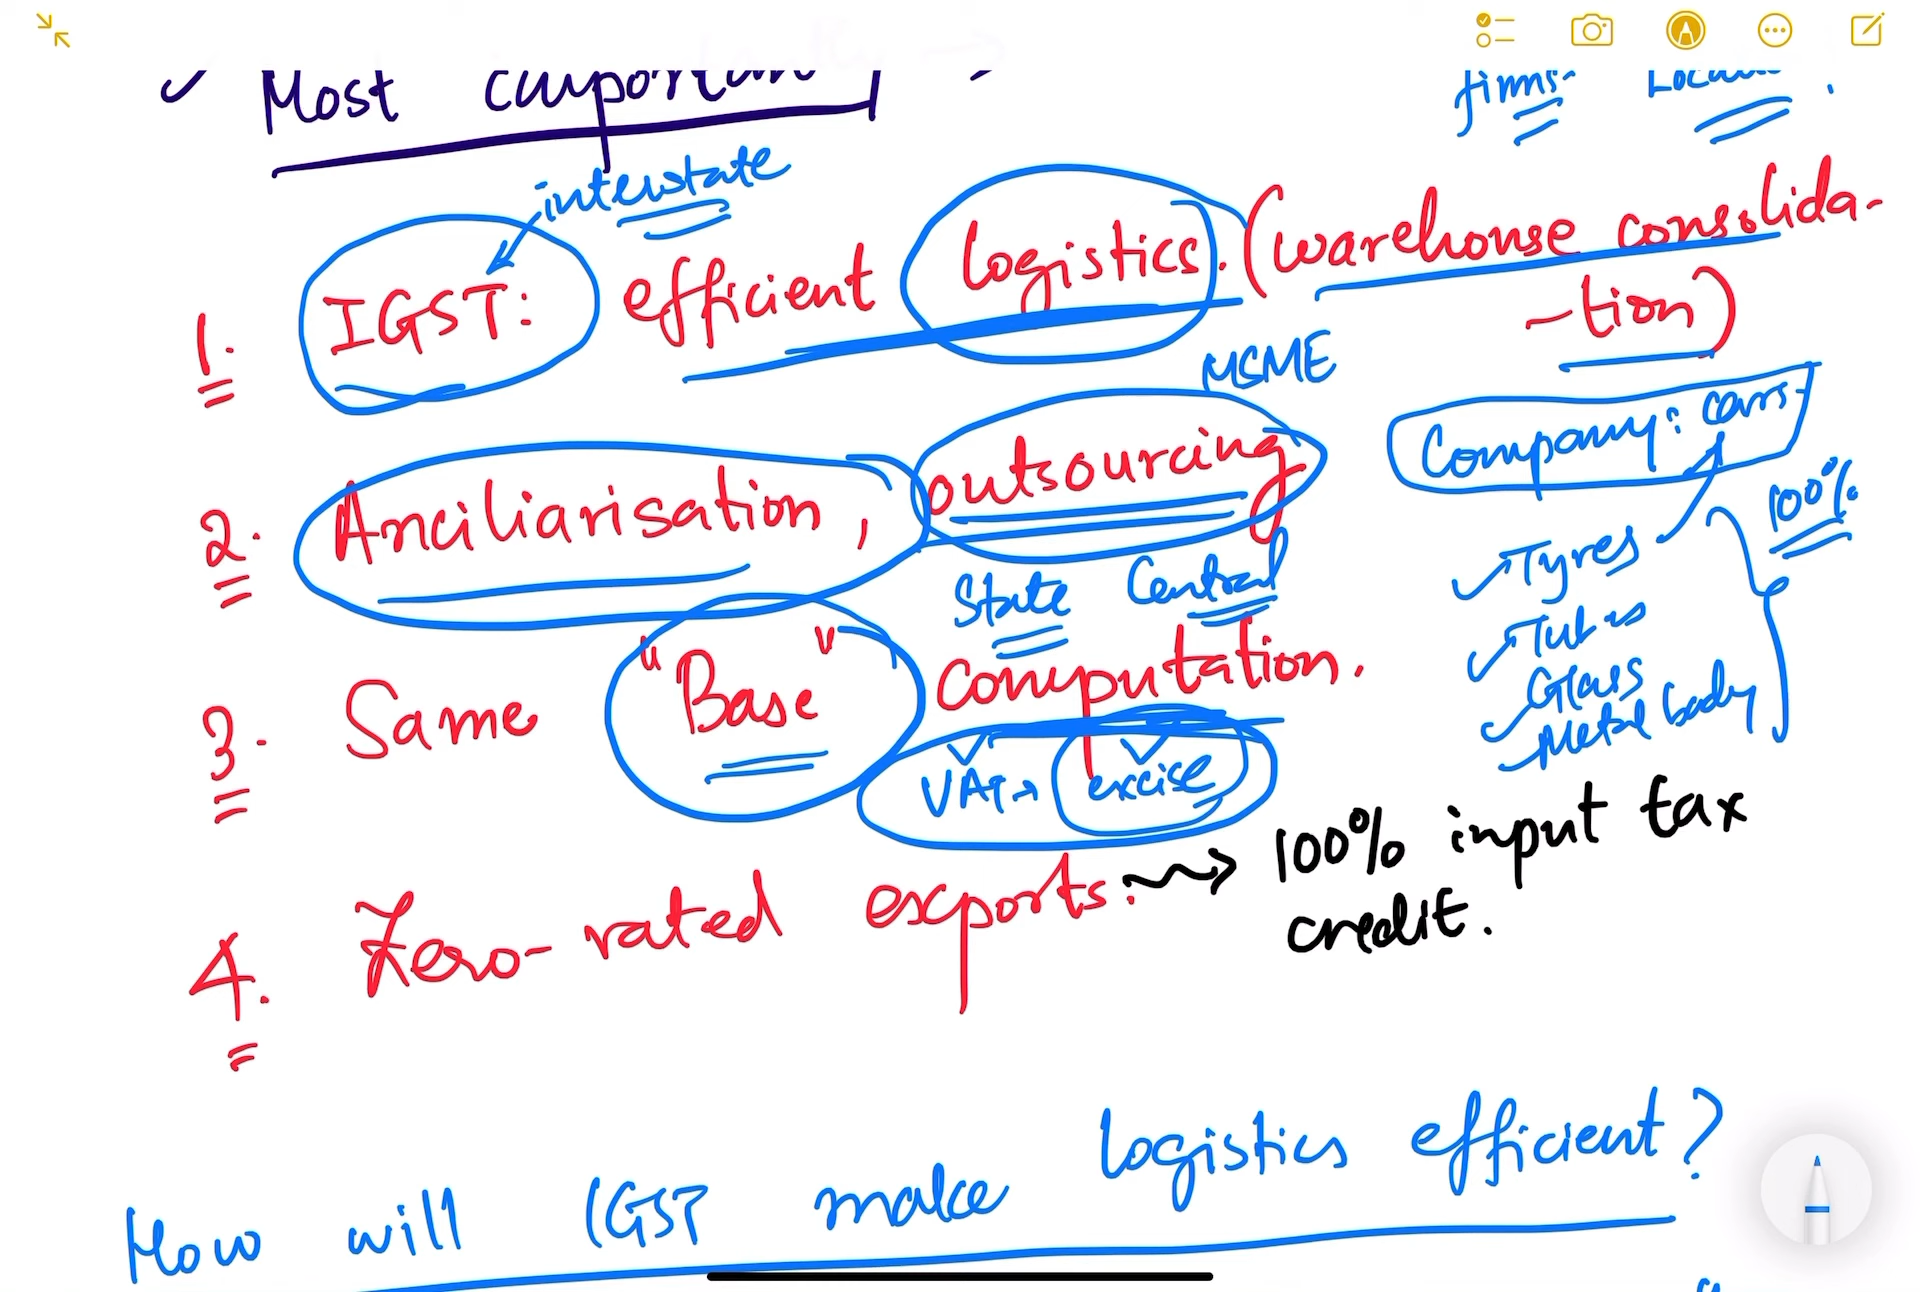 Most important
firms
interstate
1. IGST: efficient logistics. (warehouse consolida-
-tion)
MSME
Company: cars
2. Anciliarisation, outsourcing
100%
Tyres
Tubes
Glass
Metal body
State Central
3. Same "Base" computation.
VAT excise
4. Zero-rated exports. → 100% input tax
credit.
How will IGST make logistics efficient?